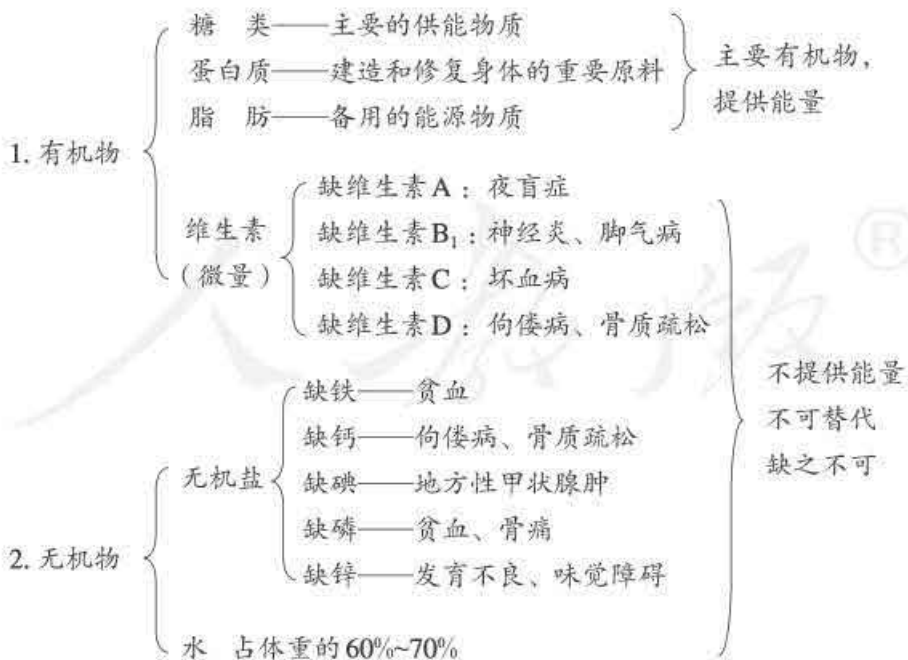 糖 类——主要的供能物质
蛋白质——建造和修复身体的重要原料
脂 肪——备用的能源物质
主要有机物，
提供能量
1. 有机物
维生素
（微量）
缺维生素A：夜盲症
缺维生素B₁：神经炎、脚气病
缺维生素C：坏血病
缺维生素D：佝偻病、骨质疏松
缺铁——贫血
缺钙——佝偻病、骨质疏松
无机盐
缺碘——地方性甲状腺肿
缺磷——贫血、骨痛
缺锌——发育不良、味觉障碍
2. 无机物
水 占体重的60%~70%
不提供能量
不可替代
缺之不可
人教版®